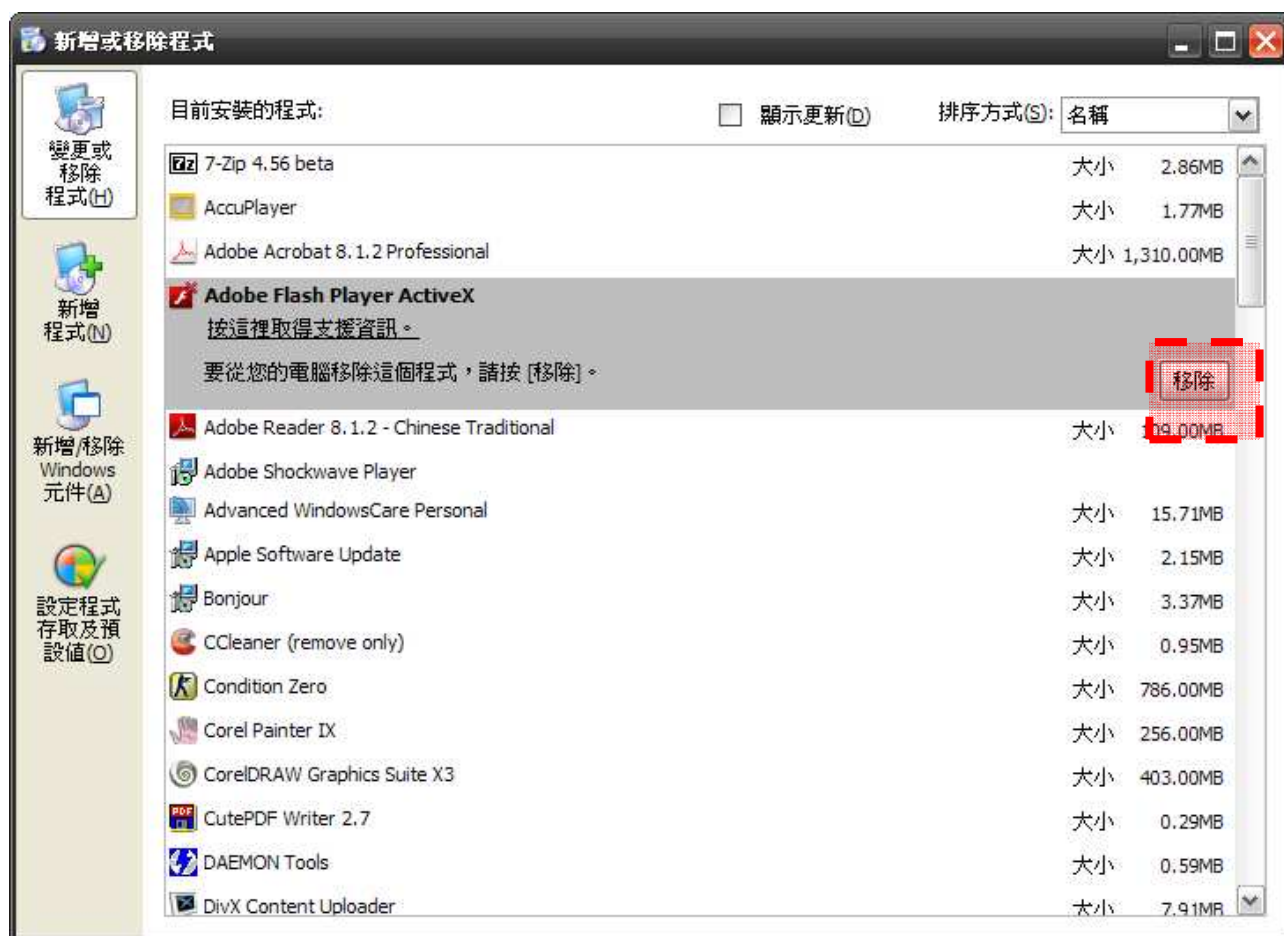 新增或移除程式
變更或
移除
程式(H)
新增
程式(N)
新增/移除
Windows
元件(A)
設定程式
存取及預
設值(O)
目前安裝的程式:
顯示更新(D)
排序方式(S): 名稱
7-Zip 4.56 beta 大小 2.86MB
AccuPlayer 大小 1.77MB
Adobe Acrobat 8.1.2 Professional 大小 1,310.00MB
Adobe Flash Player ActiveX
按這裡取得支援資訊。
要從您的電腦移除這個程式，請按 [移除]。
移除
Adobe Reader 8.1.2 - Chinese Traditional 大小 109.00MB
Adobe Shockwave Player
Advanced WindowsCare Personal 大小 15.71MB
Apple Software Update 大小 2.15MB
Bonjour 大小 3.37MB
CCleaner (remove only) 大小 0.95MB
Condition Zero 大小 786.00MB
Corel Painter IX 大小 256.00MB
CorelDRAW Graphics Suite X3 大小 403.00MB
CutePDF Writer 2.7 大小 0.29MB
DAEMON Tools 大小 0.59MB
DivX Content Uploader 大小 7.91MB